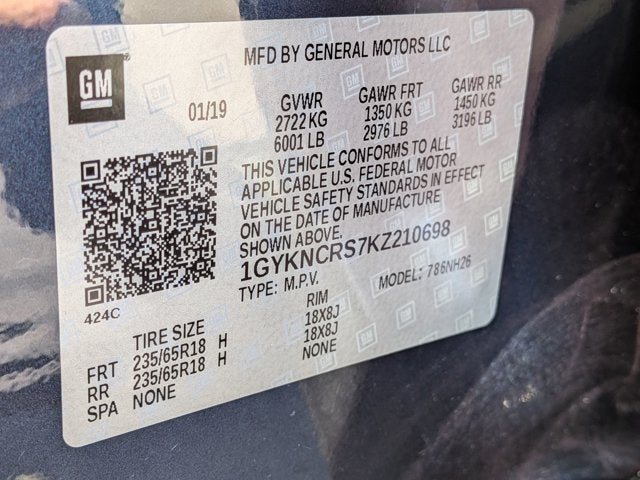 GM
MFD BY GENERAL MOTORS LLC
01/19
GVWR GAWR FRT GAWR RR
2722 KG 1350 KG 1450 KG
6001 LB 2976 LB 3196 LB
THIS VEHICLE CONFORMS TO ALL
APPLICABLE U.S. FEDERAL MOTOR
VEHICLE SAFETY STANDARDS IN EFFECT
ON THE DATE OF MANUFACTURE
SHOWN ABOVE.
1GYKNCRS7KZ210698
TYPE: M.P.V. MODEL: 786NH26
424C
TIRE SIZE RIM
FRT 235/65R18 H 18X8J
RR 235/65R18 H 18X8J
SPA NONE NONE